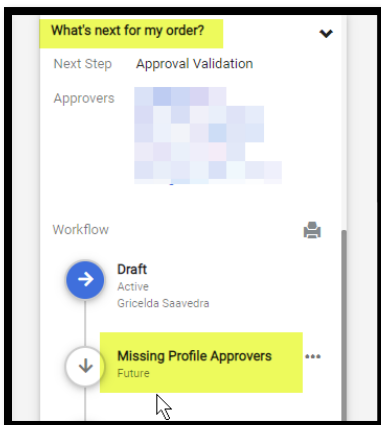 What's next for my order?
Next Step Approval Validation
Approvers
Workflow
Draft
Active
Gricelda Saavedra
Missing Profile Approvers
Future